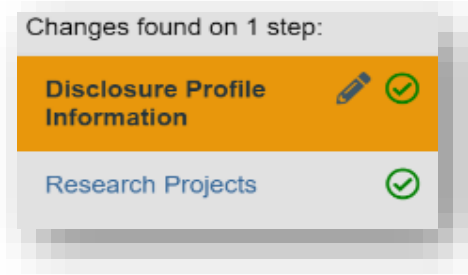 Changes found on 1 step:
Disclosure Profile
Information
Research Projects